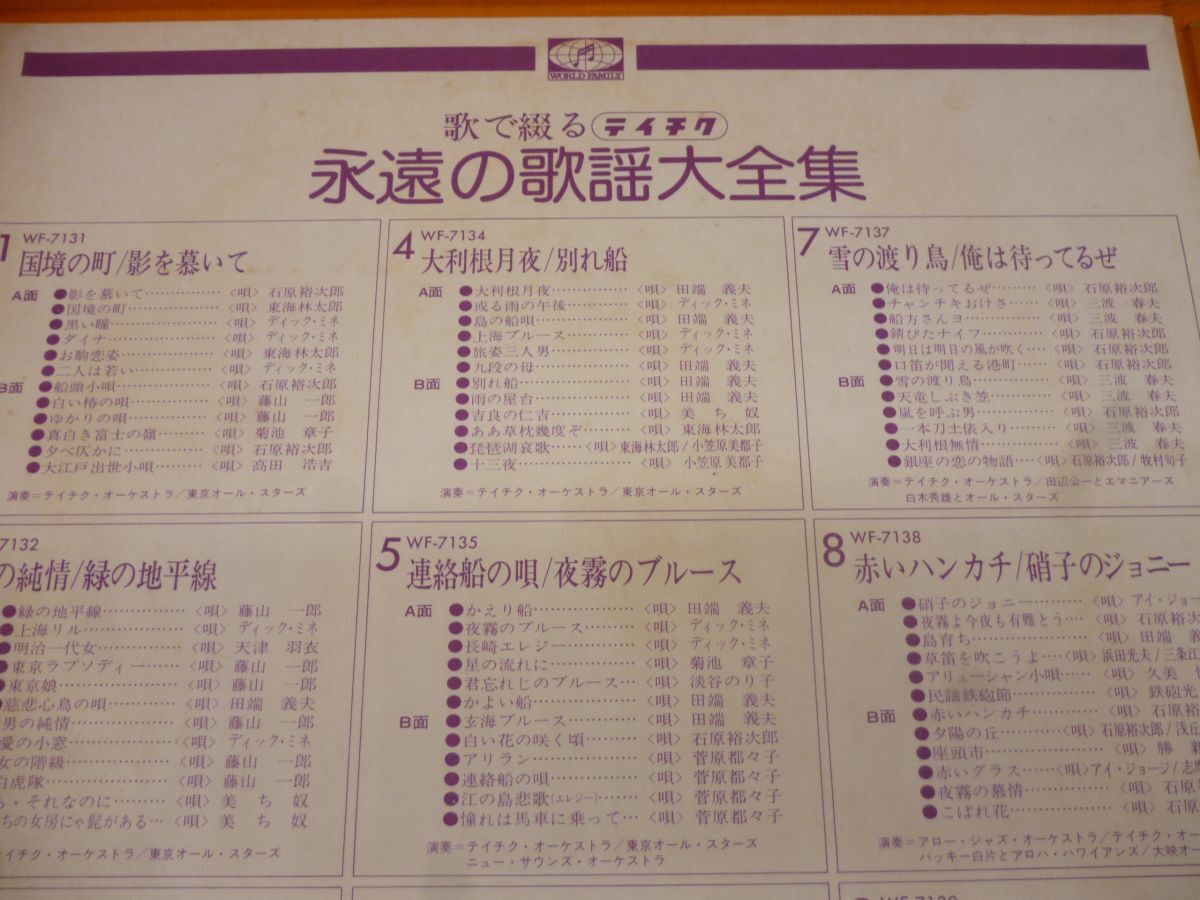 WORLD FAMILY
歌で綴る テイチク
永遠の歌謡大全集
1 WF-7131
国境の町/影を慕いて
A面 ●影を慕いて…………〈唄〉石原裕次郎
●国境の町…………〈唄〉東海林太郎
●黒い瞳…………〈唄〉ディック・ミネ
●ダイナ…………〈唄〉ディック・ミネ
●お駒恋姿…………〈唄〉東海林太郎
●二人は若い…………〈唄〉ディック・ミネ
B面 ●船頭小唄…………〈唄〉石原裕次郎
●白い椿の唄…………〈唄〉藤山 一郎
●ゆかりの唄…………〈唄〉藤山 一郎
●真白き富士の嶺………〈唄〉菊池 章子
●夕べ仄かに…………〈唄〉石原裕次郎
●大江戸出世小唄………〈唄〉高田 浩吉
演奏=テイチク・オーケストラ/東京オール・スターズ
4 WF-7134
大利根月夜/別れ船
A面 ●大利根月夜…………〈唄〉田端 義夫
●或る雨の午後…………〈唄〉ディック・ミネ
●島の船唄…………〈唄〉田端 義夫
●上海ブルース…………〈唄〉ディック・ミネ
●旅姿三人男…………〈唄〉ディック・ミネ
●九段の母…………〈唄〉田端 義夫
B面 ●別れ船…………〈唄〉田端 義夫
●雨の屋台…………〈唄〉田端 義夫
●吉良の仁吉…………〈唄〉美ち奴
●ああ草枕幾度ぞ………〈唄〉東海林太郎
●琵琶湖哀歌……〈唄〉東海林太郎/小笠原美都子
●十三夜…………〈唄〉小笠原美都子
演奏=テイチク・オーケストラ/東京オール・スターズ
7 WF-7137
雪の渡り鳥/俺は待ってるぜ
A面 ●俺は待ってるぜ………〈唄〉石原裕次郎
●チャンチキおけさ……〈唄〉三波 春夫
●船方さんヨ…………〈唄〉三波 春夫
●錆びたナイフ…………〈唄〉石原裕次郎
●明日は明日の風が吹く…〈唄〉石原裕次郎
●口笛が聞える港町……〈唄〉石原裕次郎
B面 ●雪の渡り鳥…………〈唄〉三波 春夫
●天竜しぶき笠…………〈唄〉三波 春夫
●嵐を呼ぶ男…………〈唄〉石原裕次郎
●一本刀土俵入り………〈唄〉三波 春夫
●大利根無情…………〈唄〉三波 春夫
●銀座の恋の物語…〈唄〉石原裕次郎/牧村旬子
演奏=テイチク・オーケストラ/田辺公一とエマニアーズ
白木秀雄とオール・スターズ
7132
の純情/緑の地平線
●緑の地平線…………〈唄〉藤山 一郎
●上海リル…………〈唄〉ディック・ミネ
●明治一代女…………〈唄〉天津 羽衣
●東京ラプソディー……〈唄〉藤山 一郎
●東京娘…………〈唄〉藤山 一郎
●慈悲心鳥の唄…………〈唄〉田端 義夫
男の純情…………〈唄〉藤山 一郎
愛の小窓…………〈唄〉ディック・ミネ
女の階級…………〈唄〉藤山 一郎
白虎隊…………〈唄〉藤山 一郎
あ・それなのに………〈唄〉美ち奴
ちの女房にゃ髭がある…〈唄〉美ち奴
テイチク・オーケストラ/東京オール・スターズ
5 WF-7135
連絡船の唄/夜霧のブルース
A面 ●かえり船…………〈唄〉田端 義夫
●夜霧のブルース………〈唄〉ディック・ミネ
●長崎エレジー…………〈唄〉ディック・ミネ
●星の流れに…………〈唄〉菊池 章子
●君忘れじのブルース…〈唄〉淡谷のり子
●かよい船…………〈唄〉田端 義夫
B面 ●玄海ブルース…………〈唄〉田端 義夫
●白い花の咲く頃………〈唄〉石原裕次郎
●アリラン…………〈唄〉菅原都々子
●連絡船の唄…………〈唄〉菅原都々子
●江の島悲歌(エレジー)……〈唄〉菅原都々子
●憧れは馬車に乗って…〈唄〉菅原都々子
演奏=テイチク・オーケストラ/東京オール・スターズ
ニュー・サウンズ・オーケストラ
8 WF-7138
赤いハンカチ/硝子のジョニー
A面 ●硝子のジョニー………〈唄〉アイ・ジョー
●夜霧よ今夜も有難とう…〈唄〉石原裕
●島育ち…………〈唄〉田端 義
●草笛を吹こうよ…〈唄〉浜田光夫/三条江
●アリューシャン小唄……〈唄〉久美
●民謡鉄砲節…………〈唄〉鉄砲光
B面 ●赤いハンカチ…………〈唄〉石原裕
●夕陽の丘…………〈唄〉石原裕次郎/浅丘
●座頭市…………〈唄〉勝 新
●赤いグラス……〈唄〉アイ・ジョージ/志摩
●夜霧の慕情…………〈唄〉石原
●こぼれ花…………〈唄〉石原
演奏=アロー・ジャズ・オーケストラ/テイチク・オー
バッキー白片とアロハ・ハワイアンズ/大映オー